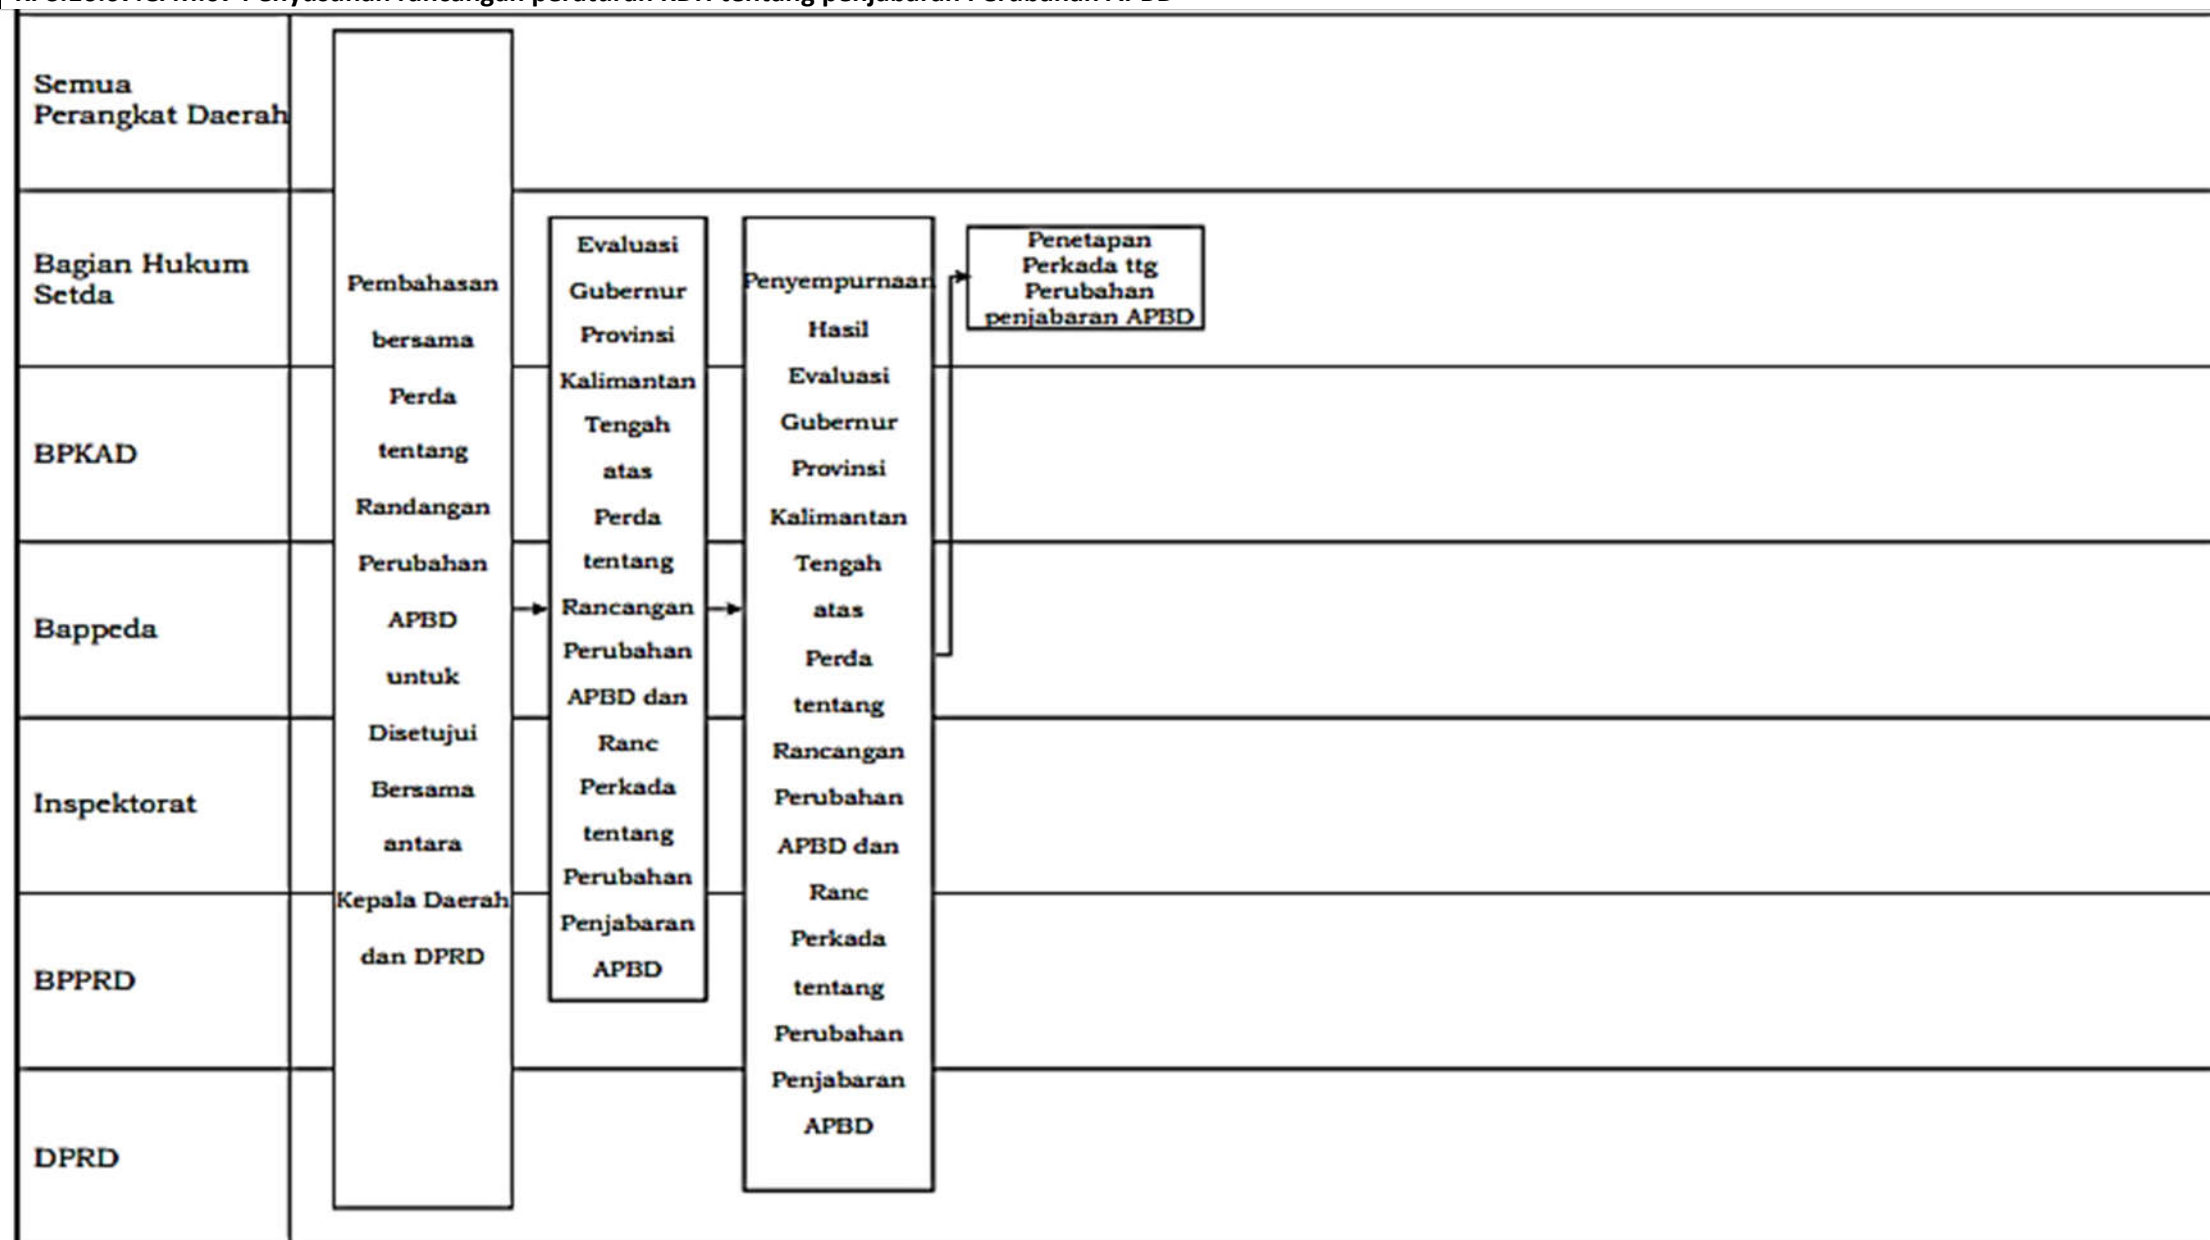 Semua
Perangkat Daerah
Bagian Hukum
Setda
BPKAD
Bappeda
Inspektorat
BPPRD
DPRD
Pembahasan
bersama
Perda
tentang
Randangan
Perubahan
APBD
untuk
Disetujui
Bersama
antara
Kepala Daerah
dan DPRD
Evaluasi
Gubernur
Provinsi
Kalimantan
Tengah
atas
Perda
tentang
Rancangan
Perubahan
APBD dan
Ranc
Perkada
tentang
Perubahan
Penjabaran
APBD
Penyempurnaan
Hasil
Evaluasi
Gubernur
Provinsi
Kalimantan
Tengah
atas
Perda
tentang
Rancangan
Perubahan
APBD dan
Ranc
Perkada
tentang
Perubahan
Penjabaran
APBD
Penetapan
Perkada ttg
Perubahan
penjabaran APBD